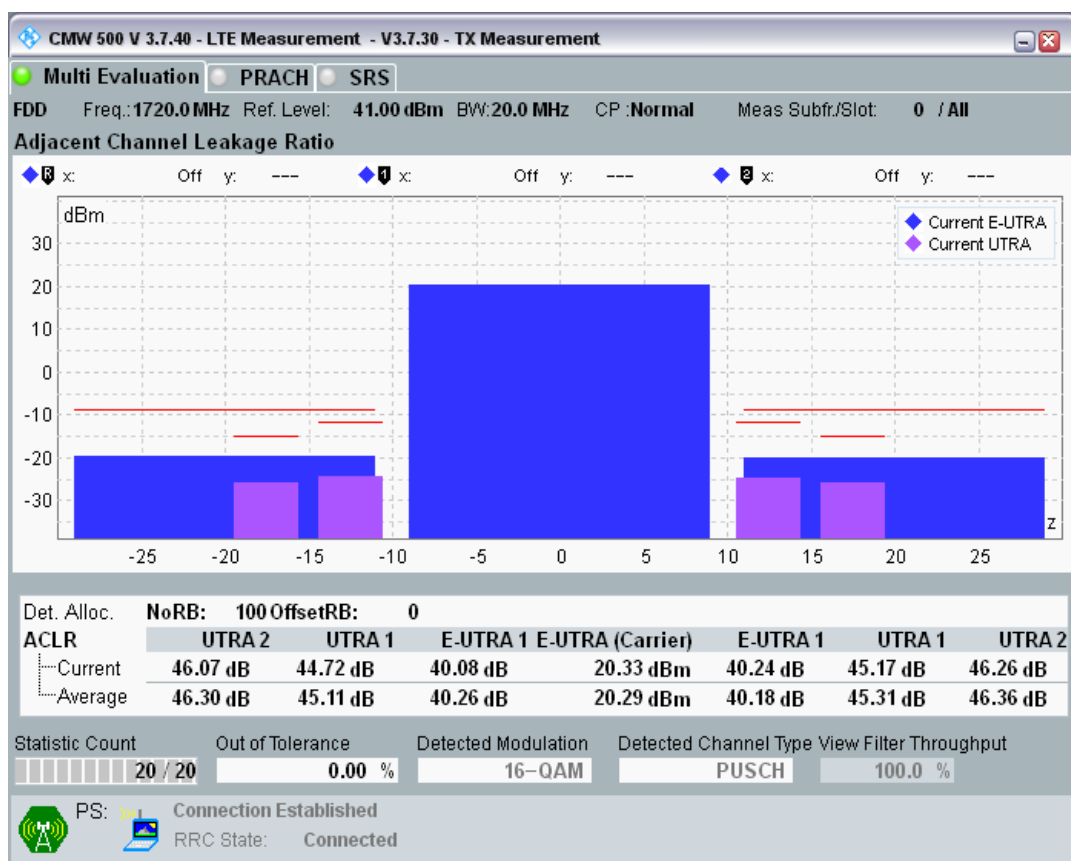 CMW 500 V 3.7.40 - LTE Measurement - V3.7.30 - TX Measurement
Multi Evaluation PRACH SRS
FDD Freq.: 1720.0 MHz Ref. Level: 41.00 dBm BW: 20.0 MHz CP : Normal Meas Subfr./Slot: 0 / All
Adjacent Channel Leakage Ratio
R x: Off y: --- 1 x: Off y: --- 2 x: Off y: ---
dBm
Current E-UTRA
Current UTRA
30
20
10
0
-10
-20
-30
z
-25 -20 -15 -10 -5 0 5 10 15 20 25
Det. Alloc. NoRB: 100 OffsetRB: 0
ACLR UTRA 2 UTRA 1 E-UTRA 1 E-UTRA (Carrier) E-UTRA 1 UTRA 1 UTRA 2
Current 46.07 dB 44.72 dB 40.08 dB 20.33 dBm 40.24 dB 45.17 dB 46.26 dB
Average 46.30 dB 45.11 dB 40.26 dB 20.29 dBm 40.18 dB 45.31 dB 46.36 dB
Statistic Count Out of Tolerance Detected Modulation Detected Channel Type View Filter Throughput
20 / 20 0.00 % 16-QAM PUSCH 100.0 %
PS: Connection Established
RRC State: Connected